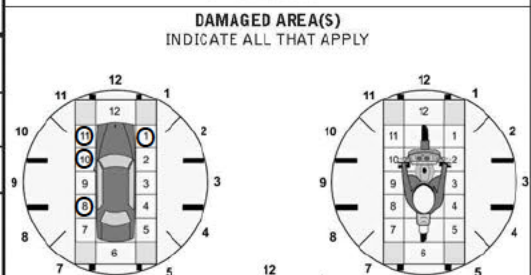 DAMAGED AREA(S)
INDICATE ALL THAT APPLY
12 12
11 1 11 1
12 12
10 11 1 2 10 11 1 2
10 2 10 2
9 9 3 3 9 9 3 3
8 4 8 4
8 7 5 4 8 7 5 4
6 6
7 5 7 5
12